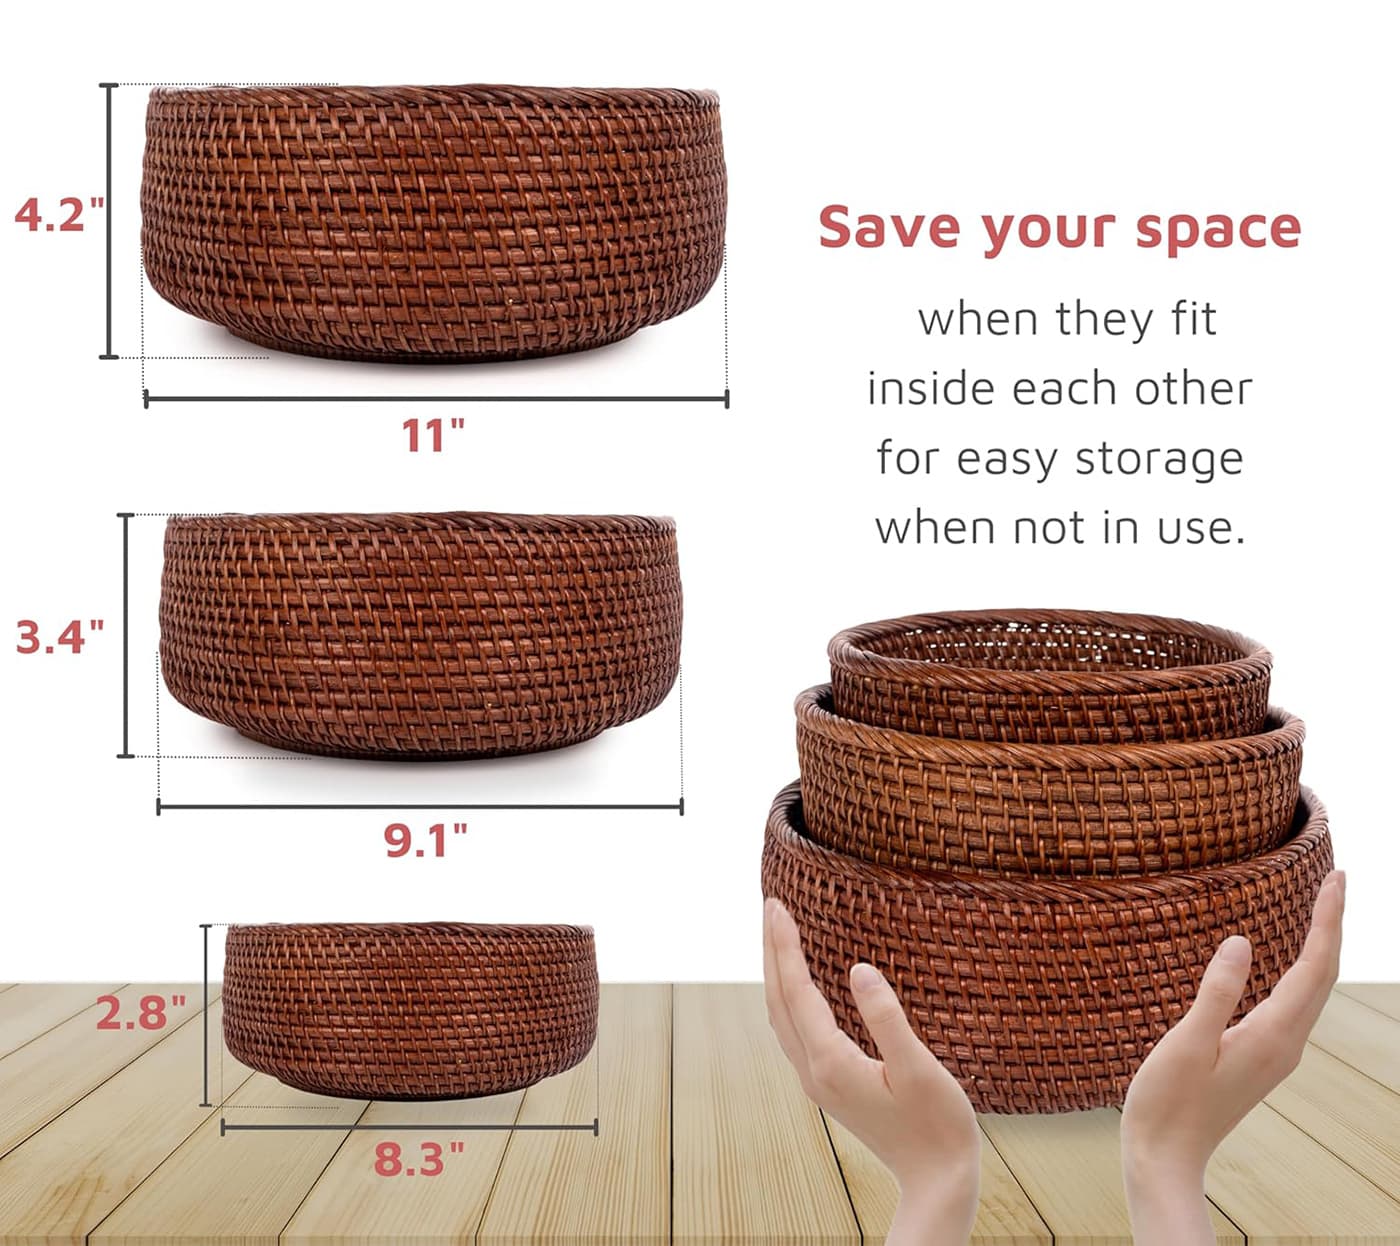 4.2"
11"
3.4"
9.1"
2.8"
8.3"
Save your space
when they fit
inside each other
for easy storage
when not in use.